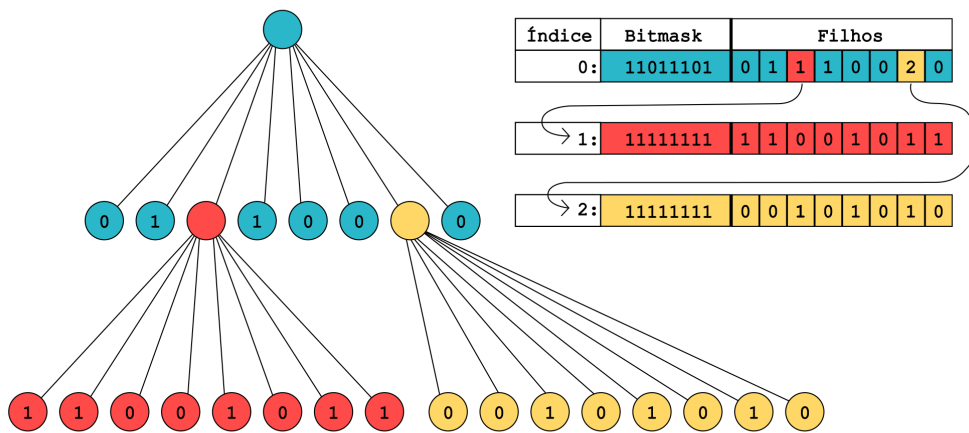 Índice Bitmask Filhos
0: 11011101 0 1 1 1 0 0 2 0
1: 11111111 1 1 0 0 1 0 1 1
2: 11111111 0 0 1 0 1 0 1 0
0 1 1 0 0 0
1 1 0 0 1 0 1 1 0 0 1 0 1 0 1 0